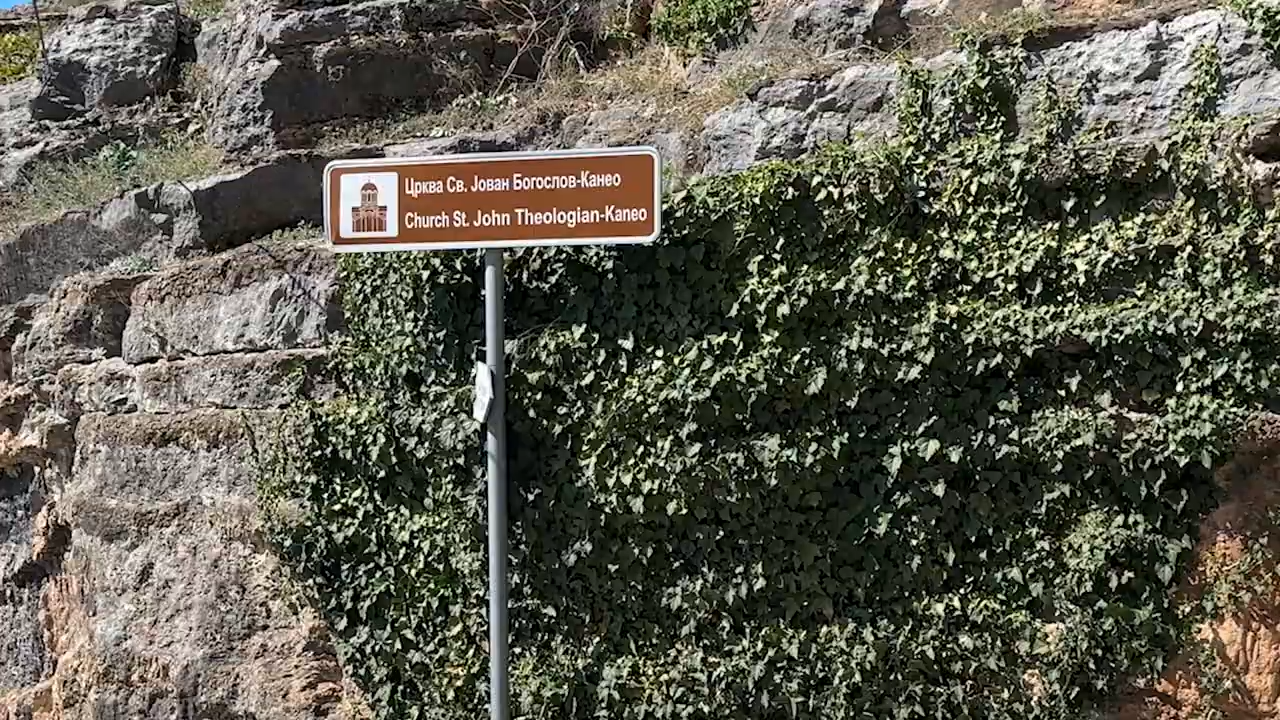 Црква Св. Јован Богослов-Канео
Church St. John Theologian-Kaneo